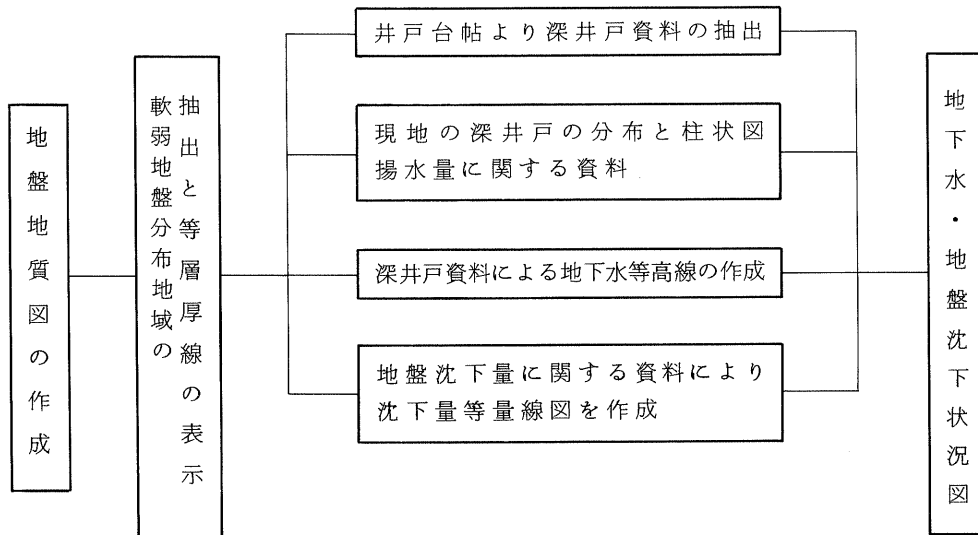 地盤地質図の作成
軟弱地盤分布地域の
抽出と等層厚線の表示
井戸台帖より深井戸資料の抽出
現地の深井戸の分布と柱状図
揚水量に関する資料
深井戸資料による地下水等高線の作成
地盤沈下量に関する資料により
沈下量等量線図を作成
地下水・地盤沈下状況図